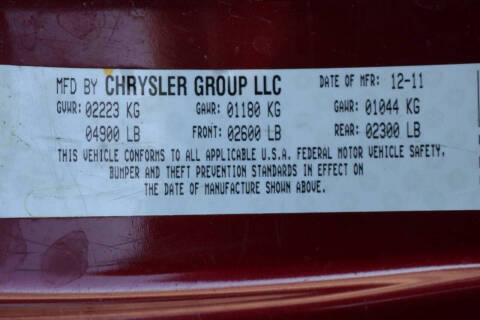 MFD BY CHRYSLER GROUP LLC DATE OF MFR: 12-11
GVWR: 02223 KG GAWR: 01180 KG GAWR: 01044 KG
04900 LB FRONT: 02600 LB REAR: 02300 LB
THIS VEHICLE CONFORMS TO ALL APPLICABLE U.S.A. FEDERAL MOTOR VEHICLE SAFETY,
BUMPER AND THEFT PREVENTION STANDARDS IN EFFECT ON
THE DATE OF MANUFACTURE SHOWN ABOVE.